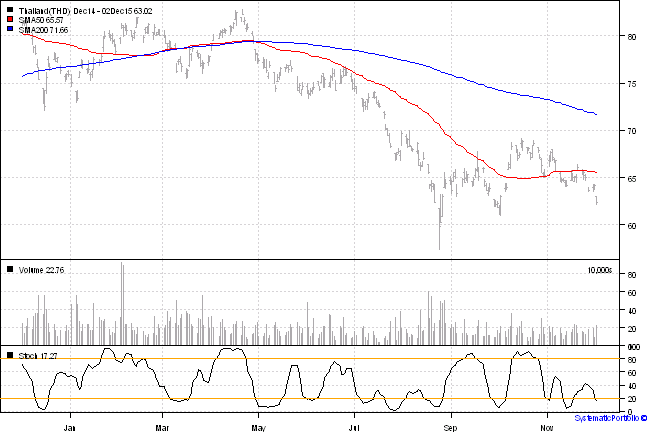 Thailand(THD) Dec14 - 02Dec15 63.02
SMA50 65.57
SMA200 71.66
80
75
70
65
60
Volume 22.76
10,000s
80
60
40
20
0
Stoch 17.27
100
80
60
40
20
0
Jan
Mar
May
Jul
Sep
Nov
SystematicPortfolio ©